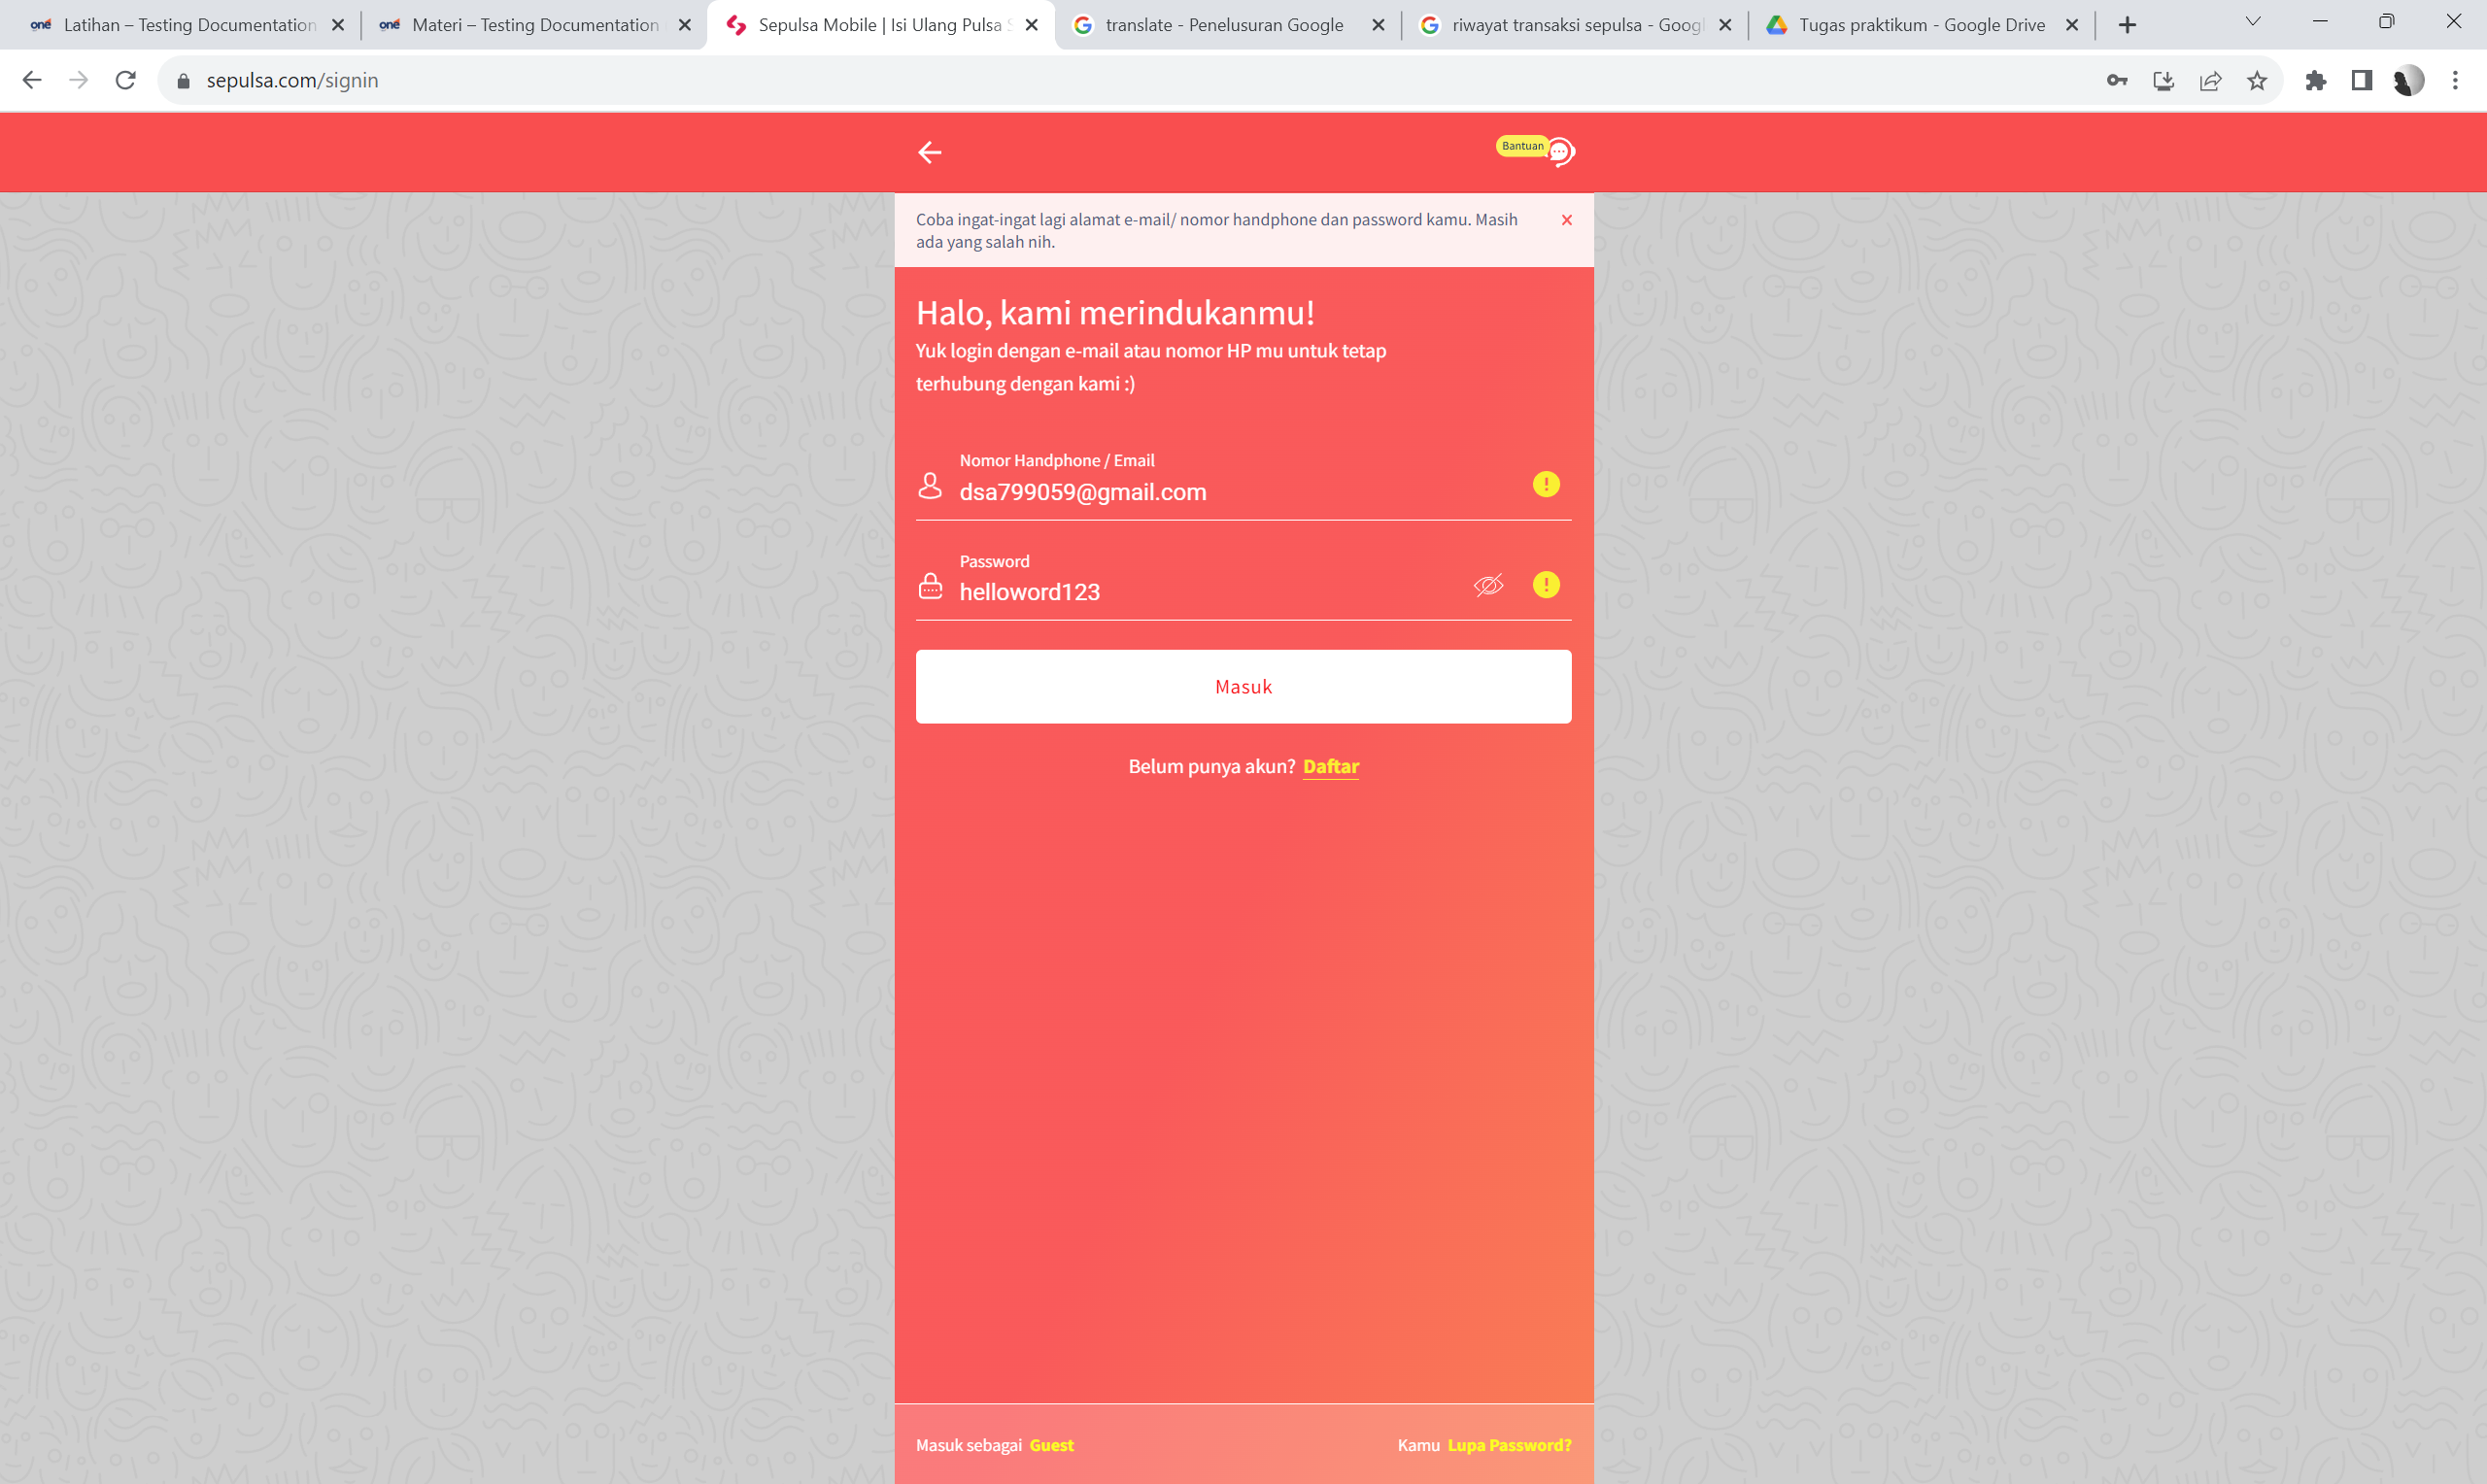 one Latihan – Testing Documentation
one Materi – Testing Documentation
Sepulsa Mobile | Isi Ulang Pulsa S
translate - Penelusuran Google
riwayat transaksi sepulsa - Googl
Tugas praktikum - Google Drive
sepulsa.com/signin
Bantuan
Coba ingat-ingat lagi alamat e-mail/ nomor handphone dan password kamu. Masih
ada yang salah nih.
Halo, kami merindukanmu!
Yuk login dengan e-mail atau nomor HP mu untuk tetap
terhubung dengan kami :)
Nomor Handphone / Email
dsa799059@gmail.com
Password
helloword123
Masuk
Belum punya akun? Daftar
Masuk sebagai Guest
Kamu Lupa Password?